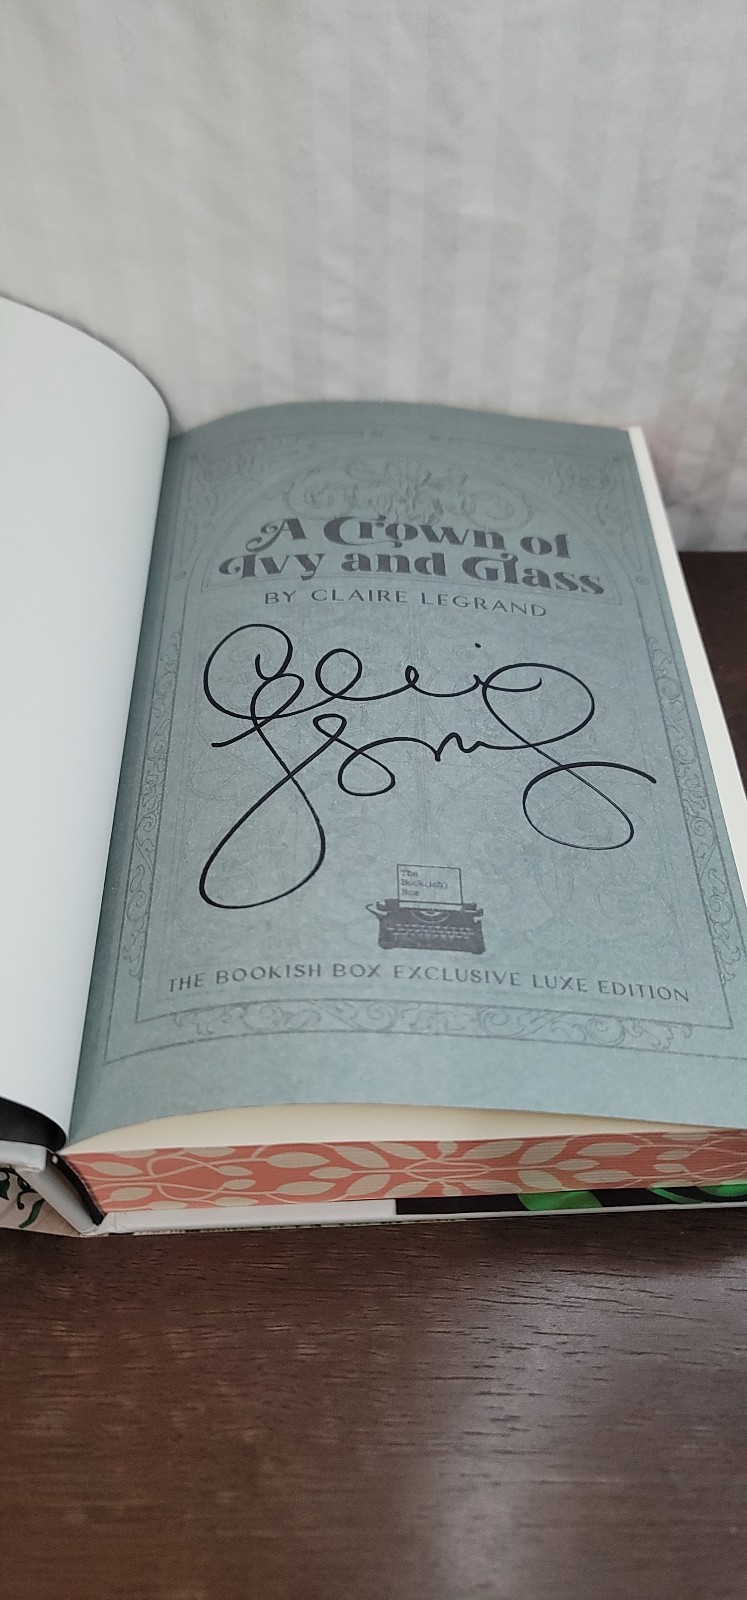 A Crown of
Ivy and Glass
BY CLAIRE LEGRAND
The
Book(ish)
Box
THE BOOKISH BOX EXCLUSIVE LUXE EDITION